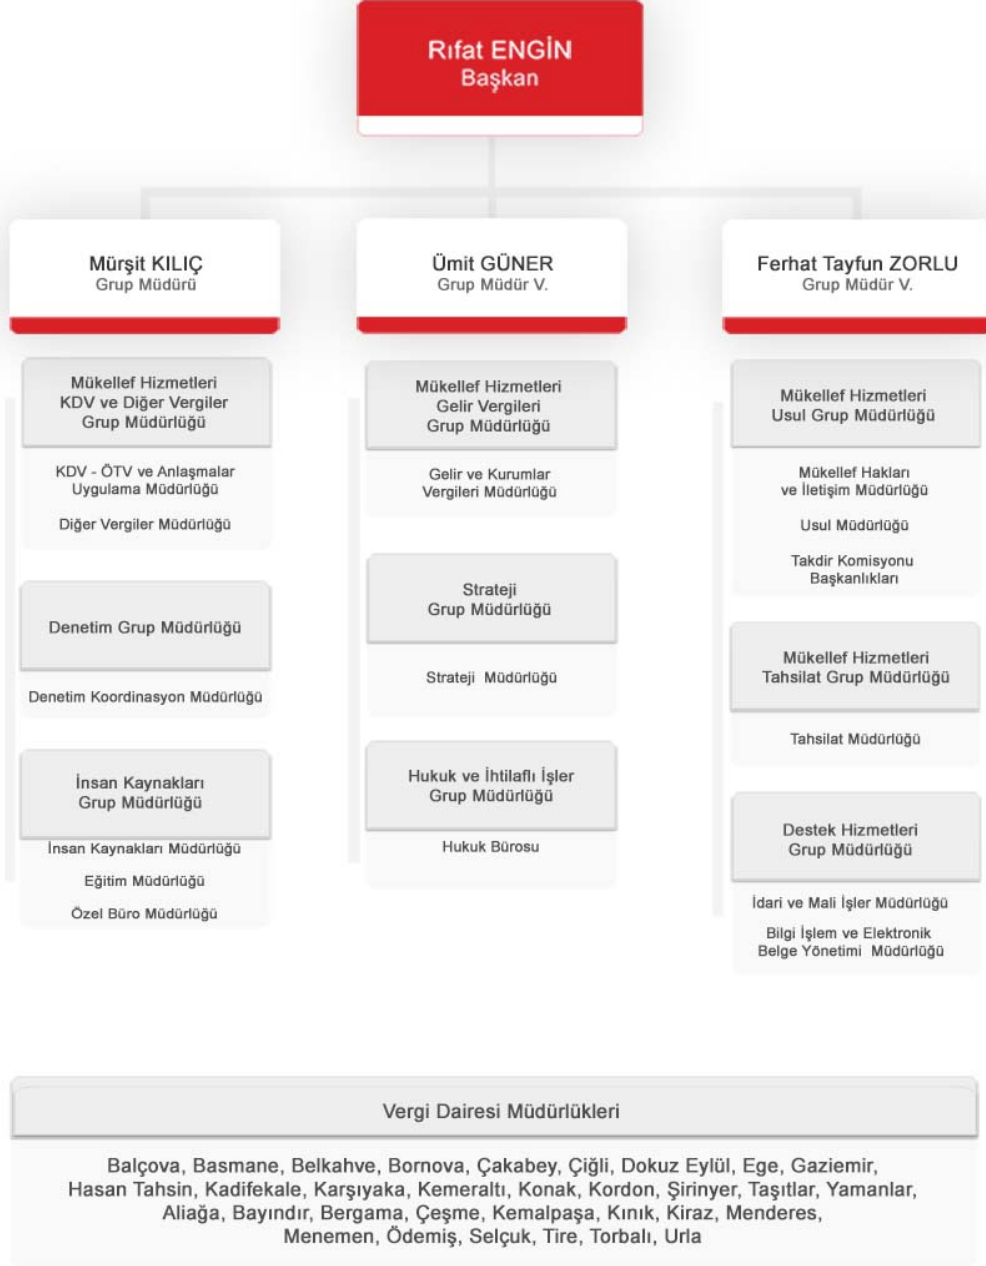 Rıfat ENGİN
Başkan
Mürşit KILIÇ
Grup Müdürü
Mükellef Hizmetleri
KDV ve Diğer Vergiler
Grup Müdürlüğü
KDV - ÖTV ve Anlaşmalar
Uygulama Müdürlüğü
Diğer Vergiler Müdürlüğü
Denetim Grup Müdürlüğü
Denetim Koordinasyon Müdürlüğü
İnsan Kaynakları
Grup Müdürlüğü
İnsan Kaynakları Müdürlüğü
Eğitim Müdürlüğü
Özel Büro Müdürlüğü
Ümit GÜNER
Grup Müdür V.
Mükellef Hizmetleri
Gelir Vergileri
Grup Müdürlüğü
Gelir ve Kurumlar
Vergileri Müdürlüğü
Strateji
Grup Müdürlüğü
Strateji Müdürlüğü
Hukuk ve İhtilaflı İşler
Grup Müdürlüğü
Hukuk Bürosu
Ferhat Tayfun ZORLU
Grup Müdür V.
Mükellef Hizmetleri
Usul Grup Müdürlüğü
Mükellef Hakları
ve İletişim Müdürlüğü
Usul Müdürlüğü
Takdir Komisyonu
Başkanlıkları
Mükellef Hizmetleri
Tahsilat Grup Müdürlüğü
Tahsilat Müdürlüğü
Destek Hizmetleri
Grup Müdürlüğü
İdari ve Mali İşler Müdürlüğü
Bilgi İşlem ve Elektronik
Belge Yönetimi Müdürlüğü
Vergi Dairesi Müdürlükleri
Balçova, Basmane, Belkahve, Bornova, Çakabey, Çiğli, Dokuz Eylül, Ege, Gaziemir,
Hasan Tahsin, Kadifekale, Karşıyaka, Kemeraltı, Konak, Kordon, Şirinyer, Taşıtlar, Yamanlar,
Aliağa, Bayındır, Bergama, Çeşme, Kemalpaşa, Kınık, Kiraz, Menderes,
Menemen, Ödemiş, Selçuk, Tire, Torbalı, Urla